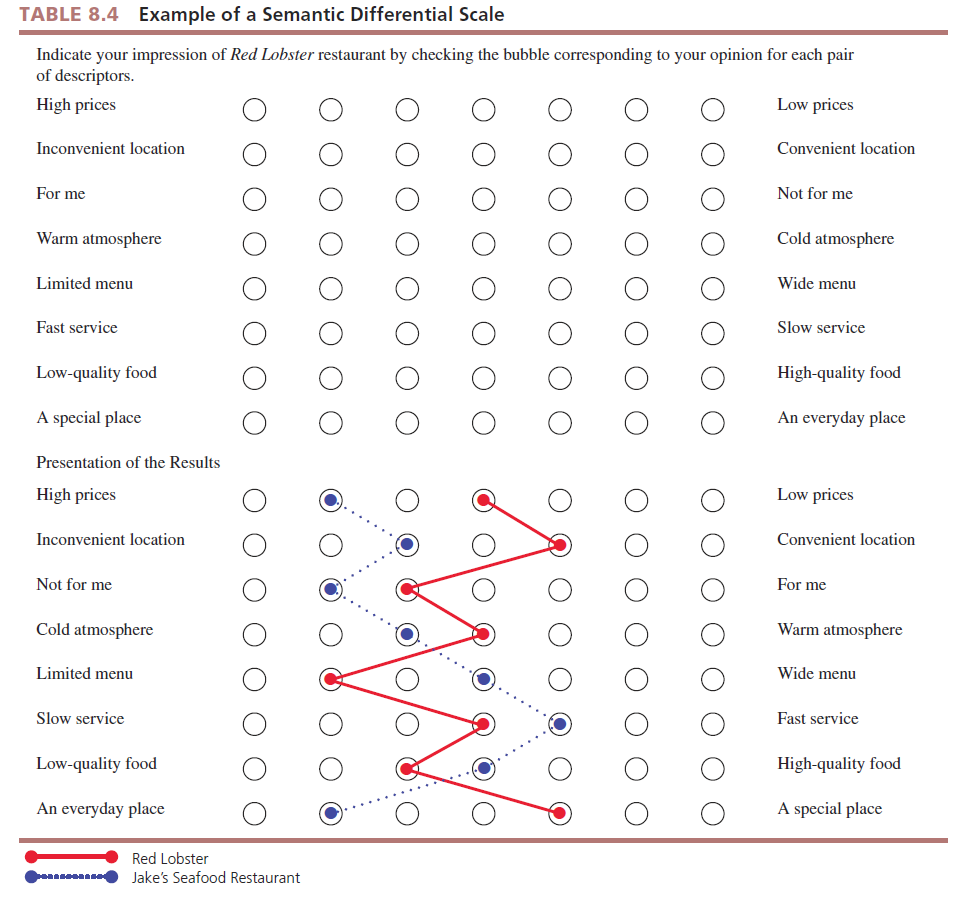 TABLE 8.4 Example of a Semantic Differential Scale
Indicate your impression of Red Lobster restaurant by checking the bubble corresponding to your opinion for each pair
of descriptors.
High prices Low prices
Inconvenient location Convenient location
For me Not for me
Warm atmosphere Cold atmosphere
Limited menu Wide menu
Fast service Slow service
Low-quality food High-quality food
A special place An everyday place
Presentation of the Results
High prices Low prices
Inconvenient location Convenient location
Not for me For me
Cold atmosphere Warm atmosphere
Limited menu Wide menu
Slow service Fast service
Low-quality food High-quality food
An everyday place A special place
Red Lobster
Jake's Seafood Restaurant